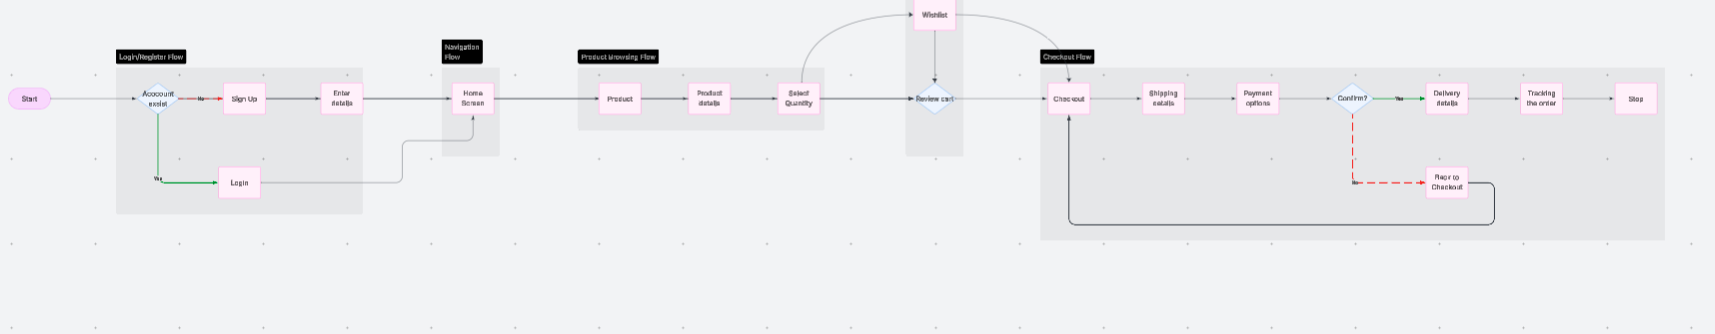 Wishlist
Login/Register Flow
Navigation
Flow
Product Browsing Flow
Checkout Flow
Start
Account
exist
No
Sign Up
Enter
details
Home
Screen
Product
Product
details
Select
Quantity
Review cart
Checkout
Shipping
details
Payment
options
Confirm?
Yes
Delivery
details
Tracking
the order
Stop
Yes
Login
No
Back to
Checkout